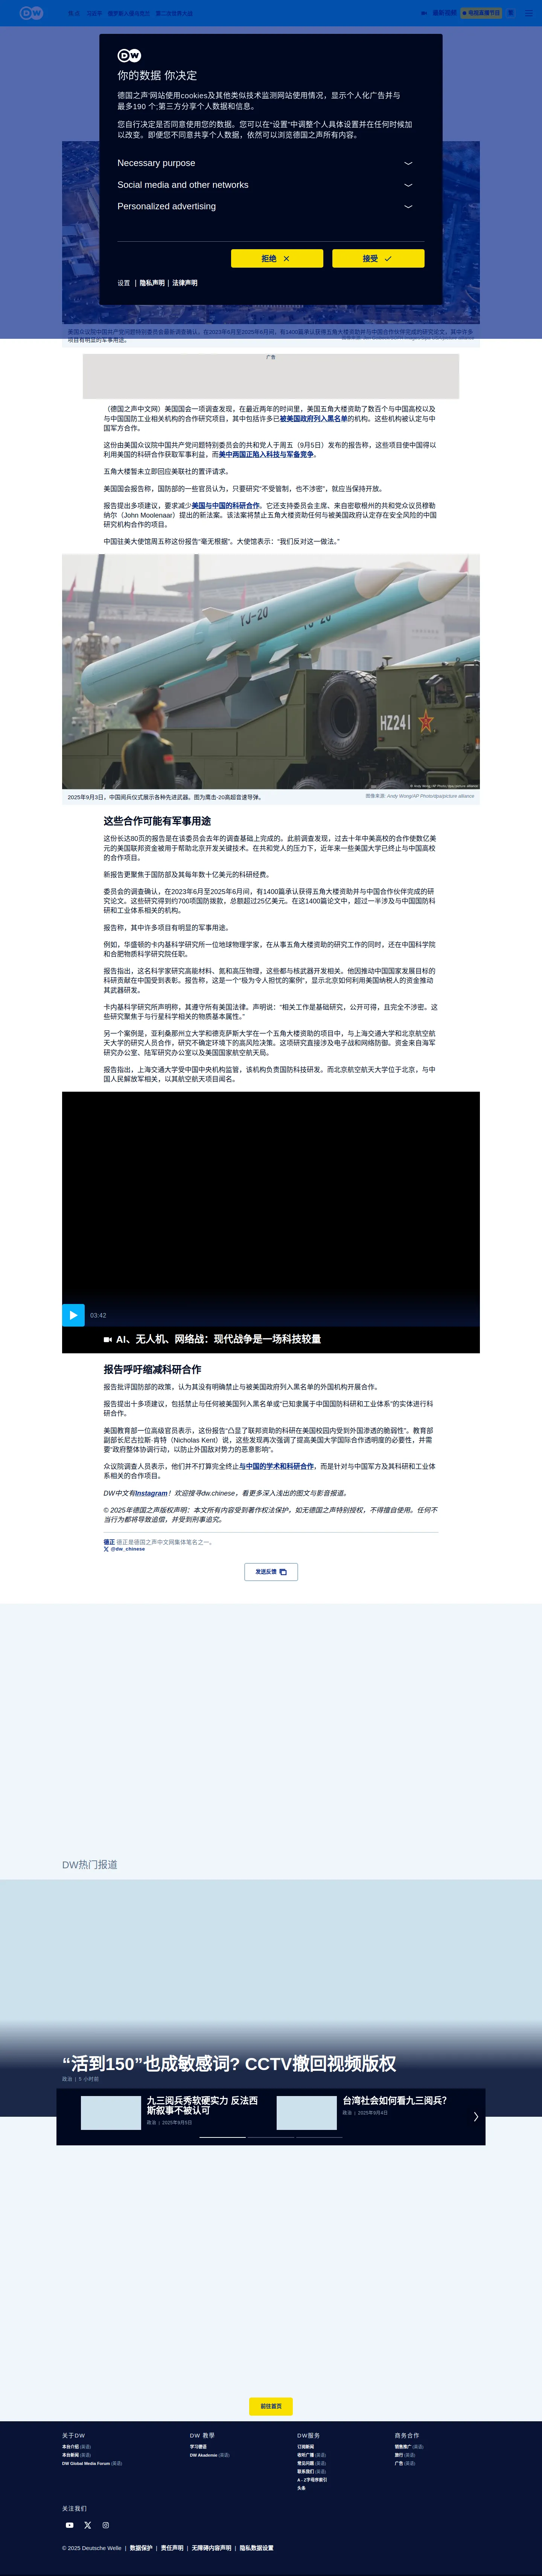 DW
最新视频
电视直播节目
DW
你的数据 你决定
德国之声'网站使用cookies及其他类似技术监测网站使用情况，显示个人化广告并与
最多190 个;第三方分享个人数据和信息。
您自行决定是否同意使用您的数据。您可以在“设置”中调整个人具体设置并在任何时候加
以改变。即便您不同意共享个人数据，依然可以浏览德国之声所有内容。
Necessary purpose
Social media and other networks
Personalized advertising
拒绝
接受
设置 | 隐私声明 | 法律声明
美国众议院中国共产党问题特别委员会最新调查确认，在2023年6月至2025年6月间，有1400篇承认获得五角大楼资助并与中国合作伙伴完成的研究论文，其中许多
项目有明显的军事用途。
广告
（德国之声中文网）美国国会一项调查发现，在最近两年的时间里，美国五角大楼资助了数百个与中国高校以及
与中国国防工业相关机构的合作研究项目，其中包括许多已被美国政府列入黑名单的机构。这些机构被认定与中
国军方合作。
这份由美国众议院中国共产党问题特别委员会的共和党人于周五（9月5日）发布的报告称，这些项目使中国得以
利用美国的科研合作获取军事利益，而美中两国正陷入科技与军备竞争。
五角大楼暂未立即回应美联社的置评请求。
美国国会报告称，国防部的一些官员认为，只要研究“不受管制，也不涉密”，就应当保持开放。
报告提出多项建议，要求减少美国与中国的科研合作。它还支持委员会主席、来自密歇根州的共和党众议员穆勒
纳尔（John Moolenaar）提出的新法案。该法案将禁止五角大楼资助任何与被美国政府认定存在安全风险的中国
研究机构合作的项目。
中国驻美大使馆周五称这份报告“毫无根据”。大使馆表示：“我们反对这一做法。”
YJ-20
YJ-20
HZ241
八一
© Andy Wong/AP Photo/dpa/picture alliance
2025年9月3日，中国阅兵仪式展示各种先进武器。图为鹰击-20高超音速导弹。
图像来源: Andy Wong/AP Photo/dpa/picture alliance
这些合作可能有军事用途
这份长达80页的报告是在该委员会去年的调查基础上完成的。此前调查发现，过去十年中美高校的合作使数亿美
元的美国联邦资金被用于帮助北京开发关键技术。在共和党人的压力下，近年来一些美国大学已终止与中国高校
的合作项目。
新报告更聚焦于国防部及其每年数十亿美元的科研经费。
委员会的调查确认，在2023年6月至2025年6月间，有1400篇承认获得五角大楼资助并与中国合作伙伴完成的研
究论文。这些研究得到约700项国防拨款，总额超过25亿美元。在这1400篇论文中，超过一半涉及与中国国防科
研和工业体系相关的机构。
报告称，其中许多项目有明显的军事用途。
例如，华盛顿的卡内基科学研究所一位地球物理学家，在从事五角大楼资助的研究工作的同时，还在中国科学院
和合肥物质科学研究院任职。
报告指出，这名科学家研究高能材料、氮和高压物理，这些都与核武器开发相关。他因推动中国国家发展目标的
科研贡献在中国受到表彰。报告称，这是一个“极为令人担忧的案例”，显示北京如何利用美国纳税人的资金推动
其武器研发。
卡内基科学研究所声明称，其遵守所有美国法律。声明说：“相关工作是基础研究，公开可得，且完全不涉密。这
些研究聚焦于与行星科学相关的物质基本属性。”
另一个案例是，亚利桑那州立大学和德克萨斯大学在一个五角大楼资助的项目中，与上海交通大学和北京航空航
天大学的研究人员合作，研究不确定环境下的高风险决策。这项研究直接涉及电子战和网络防御。资金来自海军
研究办公室、陆军研究办公室以及美国国家航空航天局。
报告指出，上海交通大学受中国中央机构监管，该机构负责国防科技研发。而北京航空航天大学位于北京，与中
国人民解放军相关，以其航空航天项目闻名。
03:42
AI、无人机、网络战：现代战争是一场科技较量
报告呼吁缩减科研合作
报告批评国防部的政策，认为其没有明确禁止与被美国政府列入黑名单的外国机构开展合作。
报告提出十多项建议，包括禁止与任何被美国列入黑名单或“已知隶属于中国国防科研和工业体系”的实体进行科
研合作。
美国教育部一位高级官员表示，这份报告“凸显了联邦资助的科研在美国校园内受到外国渗透的脆弱性”。教育部
副部长尼古拉斯·肯特（Nicholas Kent）说，这些发现再次强调了提高美国大学国际合作透明度的必要性，并需
要“政府整体协调行动，以防止外国敌对势力的恶意影响”。
众议院调查人员表示，他们并不打算完全终止与中国的学术和科研合作，而是针对与中国军方及其科研和工业体
系相关的合作项目。
DW中文有Instagram！欢迎搜寻dw.chinese，看更多深入浅出的图文与影音报道。
© 2025年德国之声版权声明：本文所有内容受到著作权法保护，如无德国之声特别授权，不得擅自使用。任何不
当行为都将导致追偿，并受到刑事追究。
德正 德正是德国之声中文网集体笔名之一。
@dw_chinese
发送反馈
DW热门报道
“活到150”也成敏感词? CCTV撤回视频版权
政治 | 5 小时前
九三阅兵秀软硬实力 反法西
斯叙事不被认可
政治 | 2025年9月5日
台湾社会如何看九三阅兵?
政治 | 2025年9月4日
前往首页
关于DW
本台介绍 (英语)
本台新闻 (英语)
DW Global Media Forum (英语)
DW 教学
学习德语
DW Akademie (英语)
DW服务
订阅新闻
收听广播 (英语)
常见问题 (英语)
联系我们 (英语)
A - Z字母序索引
头条
商务合作
销售推广 (英语)
旅行 (英语)
广告 (英语)
关注我们
© 2025 Deutsche Welle | 数据保护 | 责任声明 | 无障碍内容声明 | 隐私数据设置